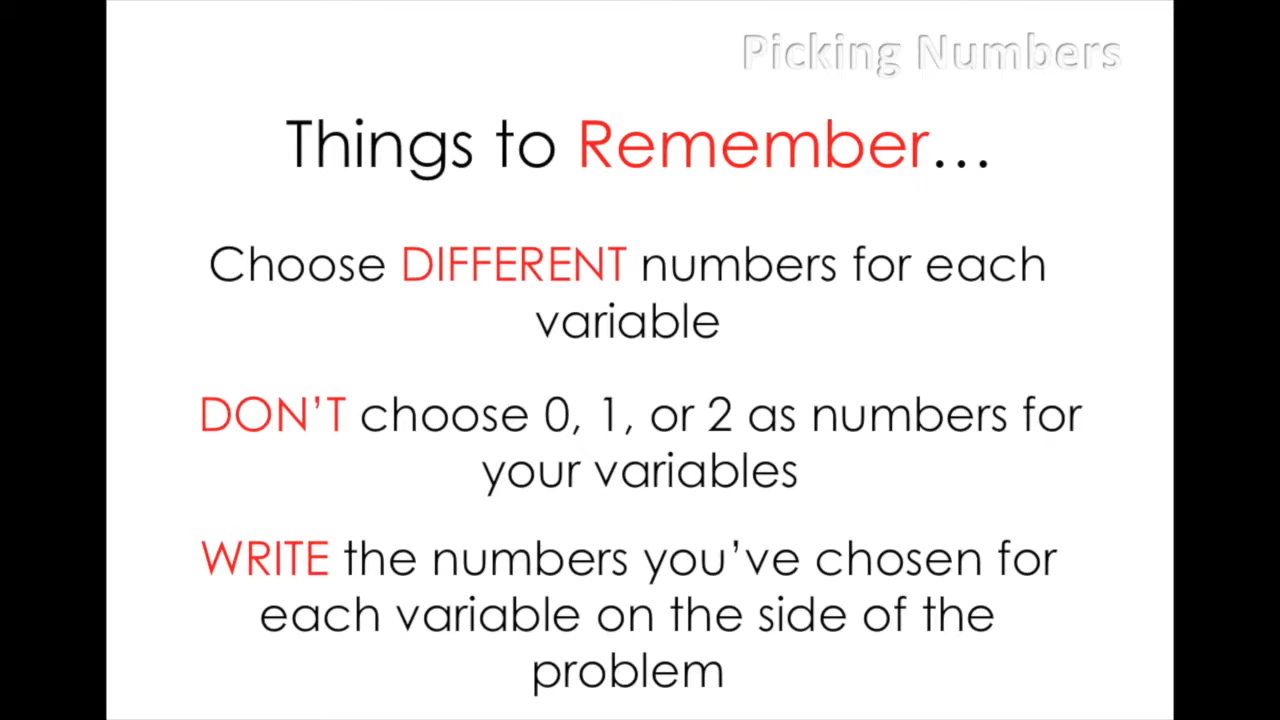 Picking Numbers
Things to Remember…
Choose DIFFERENT numbers for each
variable
DON’T choose 0, 1, or 2 as numbers for
your variables
WRITE the numbers you’ve chosen for
each variable on the side of the
problem